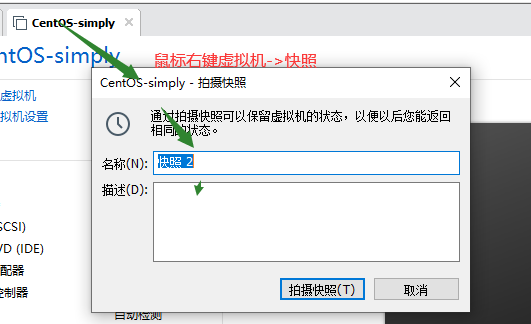 CentOS-simply
ntOS-simply
鼠标右键虚拟机->快照
虚拟机
拟机设置
CentOS-simply - 拍摄快照
通过拍摄快照可以保留虚拟机的状态，以便以后您能返回
相同的状态。
名称(N):
快照 2
描述(D):
SCSI)
VD (IDE)
配器
控制器
拍摄快照(T)
取消
自动检测